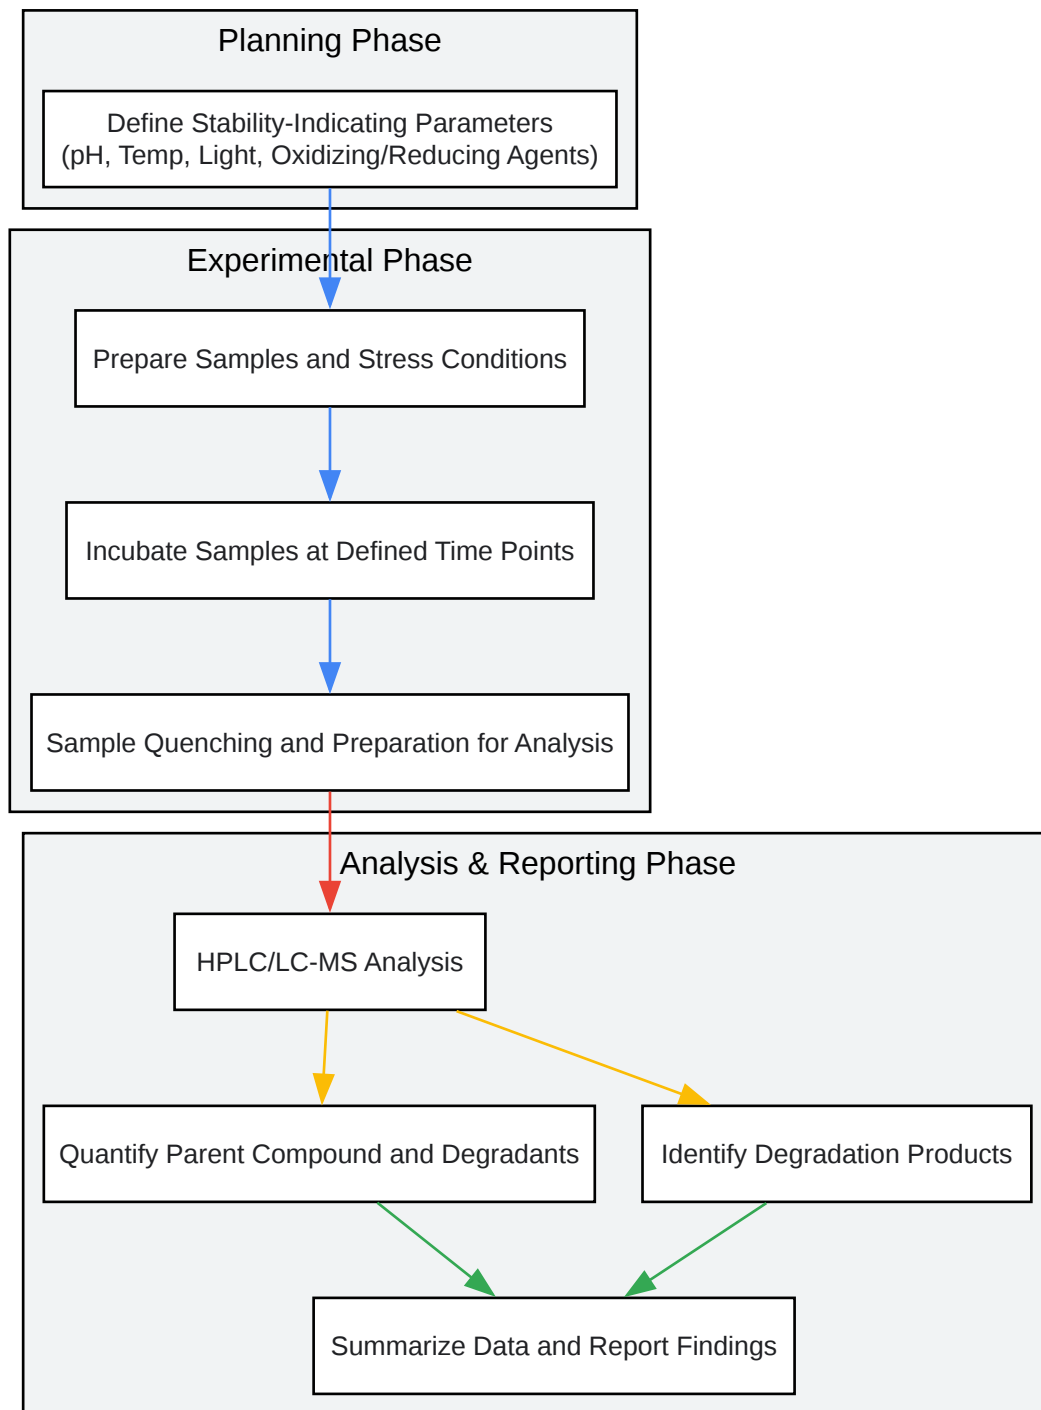 Planning Phase
Define Stability-Indicating Parameters
(pH, Temp, Light, Oxidizing/Reducing Agents)
Experimental Phase
Prepare Samples and Stress Conditions
Incubate Samples at Defined Time Points
Sample Quenching and Preparation for Analysis
Analysis & Reporting Phase
HPLC/LC-MS Analysis
Quantify Parent Compound and Degradants
Identify Degradation Products
Summarize Data and Report Findings